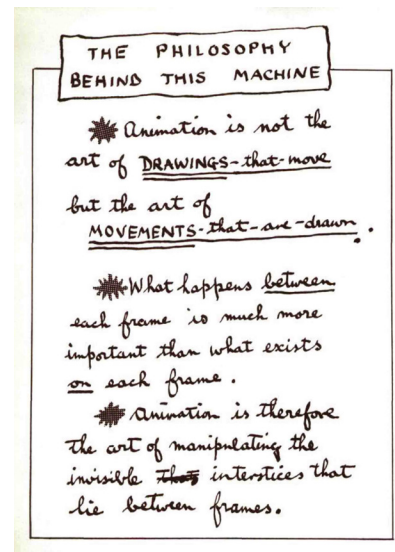 THE PHILOSOPHY
BEHIND THIS MACHINE
Animation is not the
art of DRAWINGS-that-move
but the art of
MOVEMENTS-that-are-drawn.
What happens between
each frame is much more
important than what exists
on each frame.
Animation is therefore
the art of manipulating the
invisible interstices that
lie between frames.